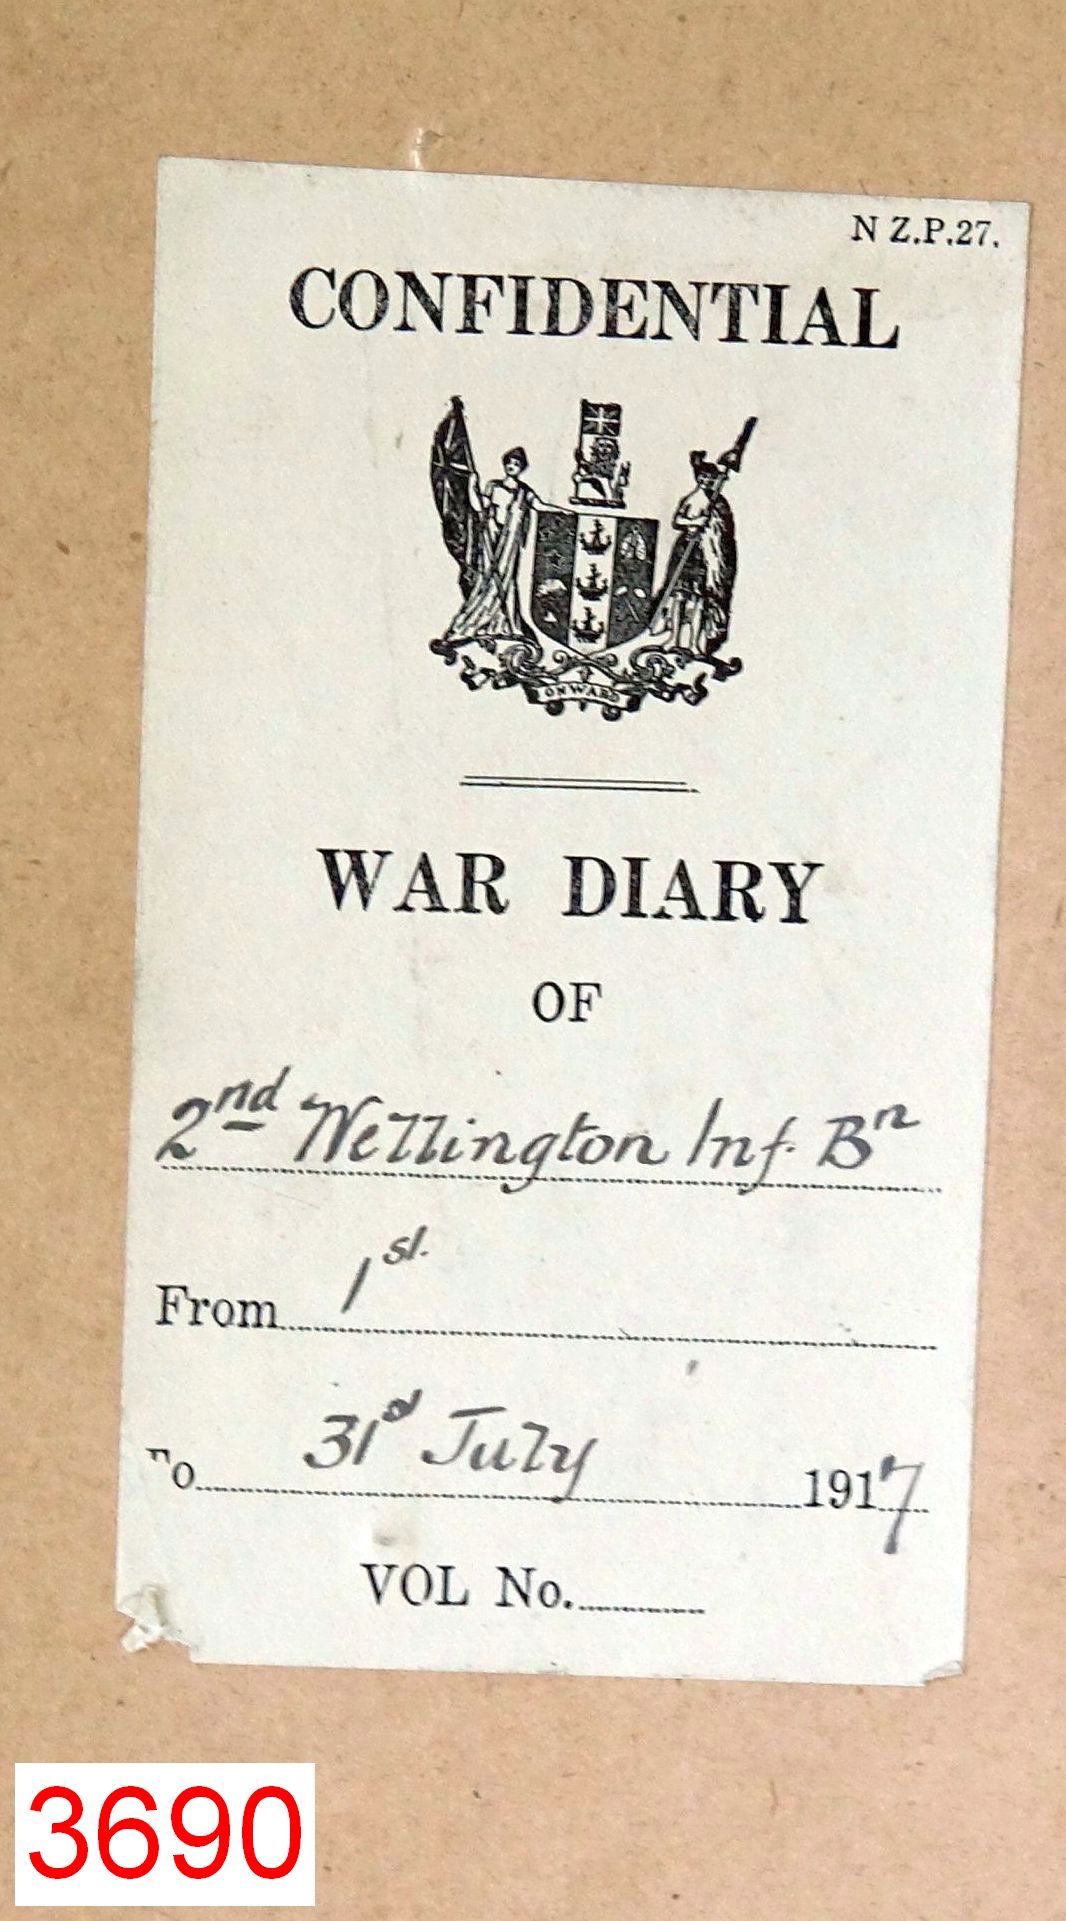 N Z.P.27.
CONFIDENTIAL
ONWARD
WAR DIARY
OF
2nd Wellington Inf. Bn
From 1st.
To 31st July 1917
VOL No.
3690